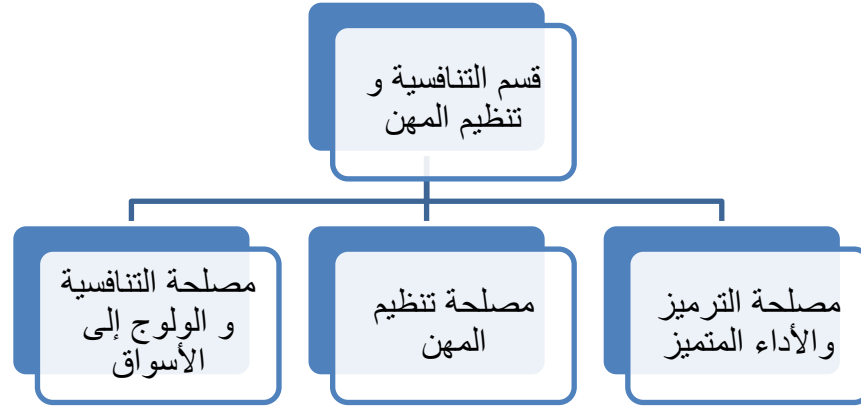 قسم التنافسية و
تنظيم المهن
مصلحة الترميز
والأداء المتميز
مصلحة تنظيم
المهن
مصلحة التنافسية
و الولوج إلى
الأسواق